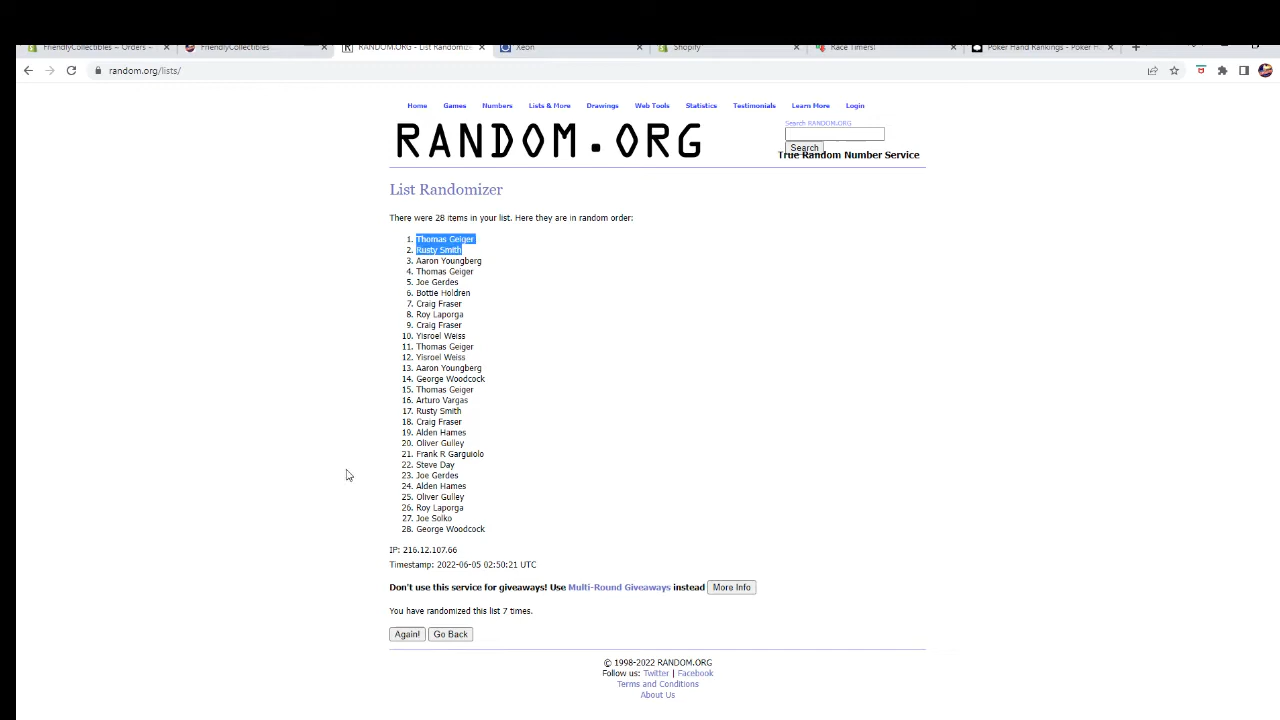 FriendlyCollectibles ~ Orders ~
FriendlyCollectibles
RANDOM.ORG - List Randomize
Xeon
Shopify
Race Timers!
Poker Hand Rankings - Poker H
random.org/lists/
Home Games Numbers Lists & More Drawings Web Tools Statistics Testimonials Learn More Login
RANDOM.ORG
Search RANDOM.ORG
Search
True Random Number Service
List Randomizer
There were 28 items in your list. Here they are in random order:
1. Thomas Geiger
2. Rusty Smith
3. Aaron Youngberg
4. Thomas Geiger
5. Joe Gerdes
6. Bottie Holdren
7. Craig Fraser
8. Roy Laporga
9. Craig Fraser
10. Yisroel Weiss
11. Thomas Geiger
12. Yisroel Weiss
13. Aaron Youngberg
14. George Woodcock
15. Thomas Geiger
16. Arturo Vargas
17. Rusty Smith
18. Craig Fraser
19. Alden Hames
20. Oliver Gulley
21. Frank R Garguiolo
22. Steve Day
23. Joe Gerdes
24. Alden Hames
25. Oliver Gulley
26. Roy Laporga
27. Joe Solko
28. George Woodcock
IP: 216.12.107.66
Timestamp: 2022-06-05 02:50:21 UTC
Don't use this service for giveaways! Use Multi-Round Giveaways instead More Info
You have randomized this list 7 times.
Again! Go Back
© 1998-2022 RANDOM.ORG
Follow us: Twitter | Facebook
Terms and Conditions
About Us